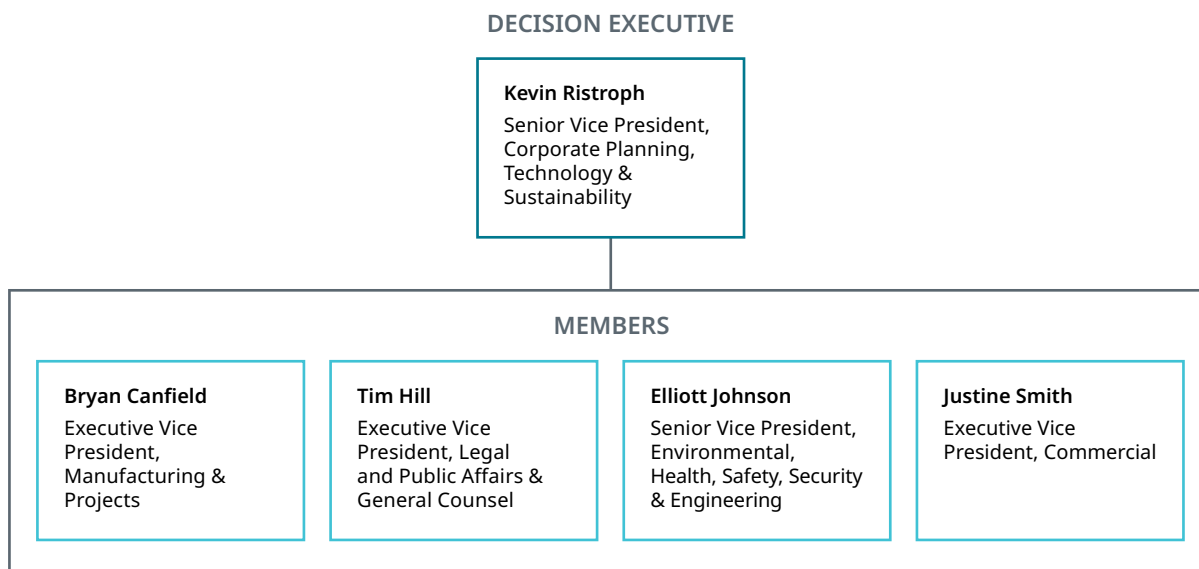 DECISION EXECUTIVE
Kevin Ristroph
Senior Vice President,
Corporate Planning,
Technology &
Sustainability
MEMBERS
Bryan Canfield
Executive Vice
President,
Manufacturing &
Projects
Tim Hill
Executive Vice
President, Legal
and Public Affairs &
General Counsel
Elliott Johnson
Senior Vice President,
Environmental,
Health, Safety, Security
& Engineering
Justine Smith
Executive Vice
President, Commercial